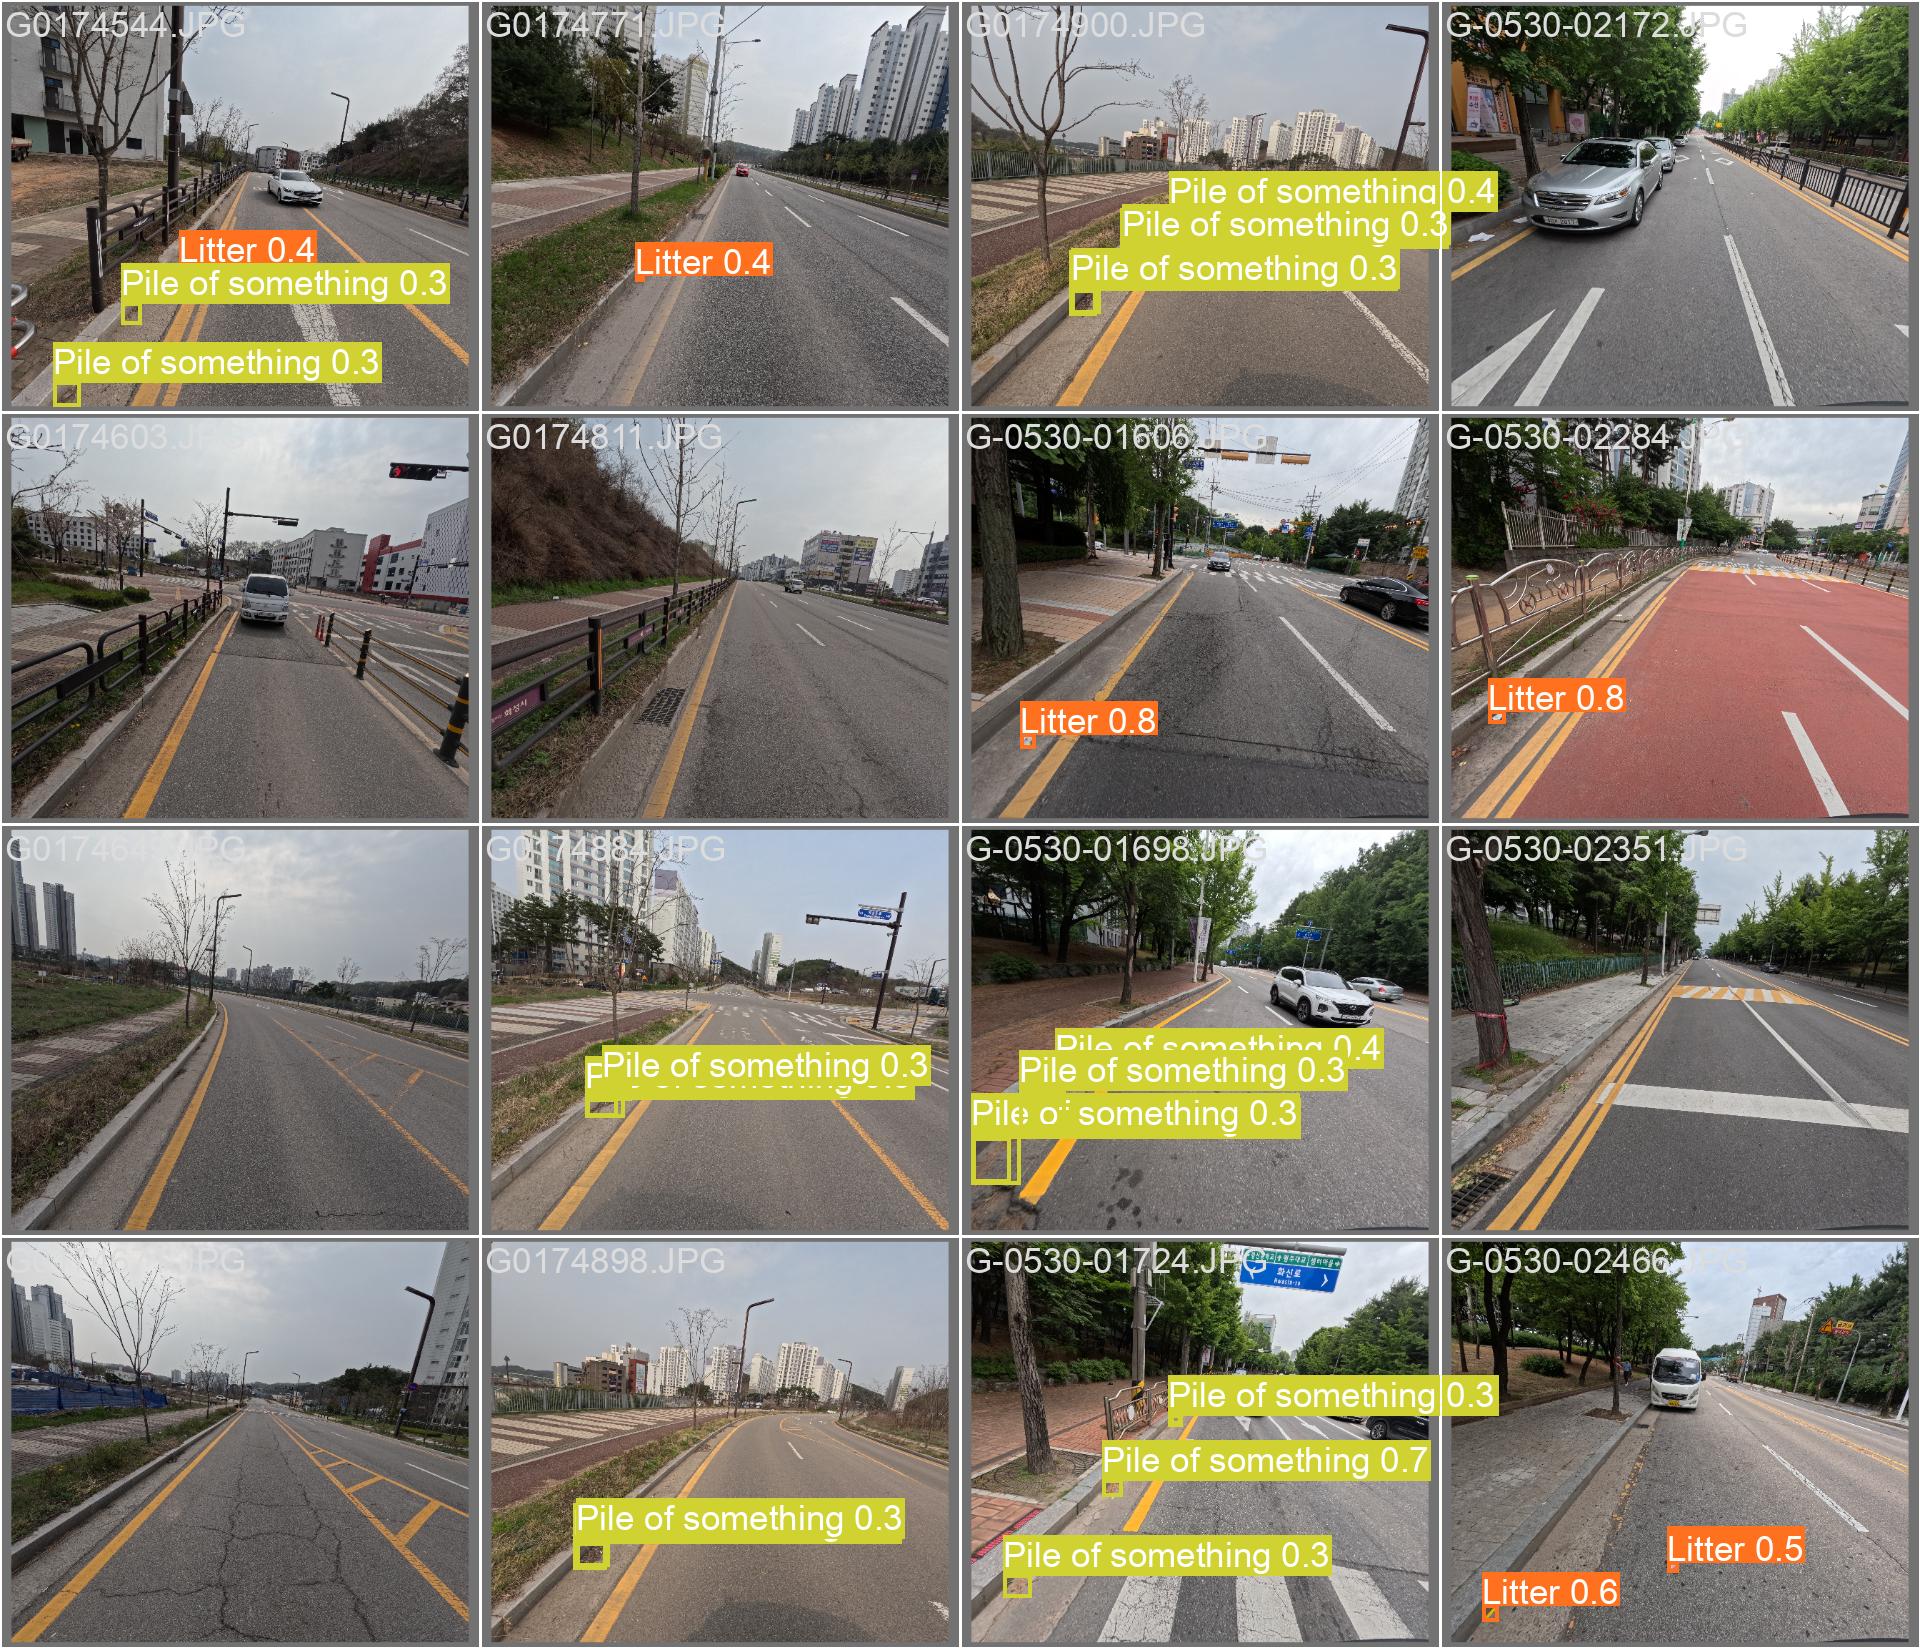 G0174544.JPG
Litter 0.4
Pile of something 0.3
Pile of something 0.3
G0174771.JPG
Litter 0.4
G0174900.JPG
Pile of something 0.4
Pile of something 0.3
Pile of something 0.3
G-0530-02172.JPG
G0174603.JPG
G0174811.JPG
화성시
G-0530-01606.JPG
Litter 0.8
G-0530-02284.JPG
Litter 0.8
G0174884.JPG
Pile of something 0.3
G-0530-01698.JPG
Pile of something 0.4
Pile of something 0.3
Pile of something 0.3
G-0530-02351.JPG
G0174898.JPG
Pile of something 0.3
G-0530-01724.JPG
화신로
Hwasin-ro
Pile of something 0.3
Pile of something 0.7
Pile of something 0.3
G-0530-02466.JPG
Litter 0.5
Litter 0.6